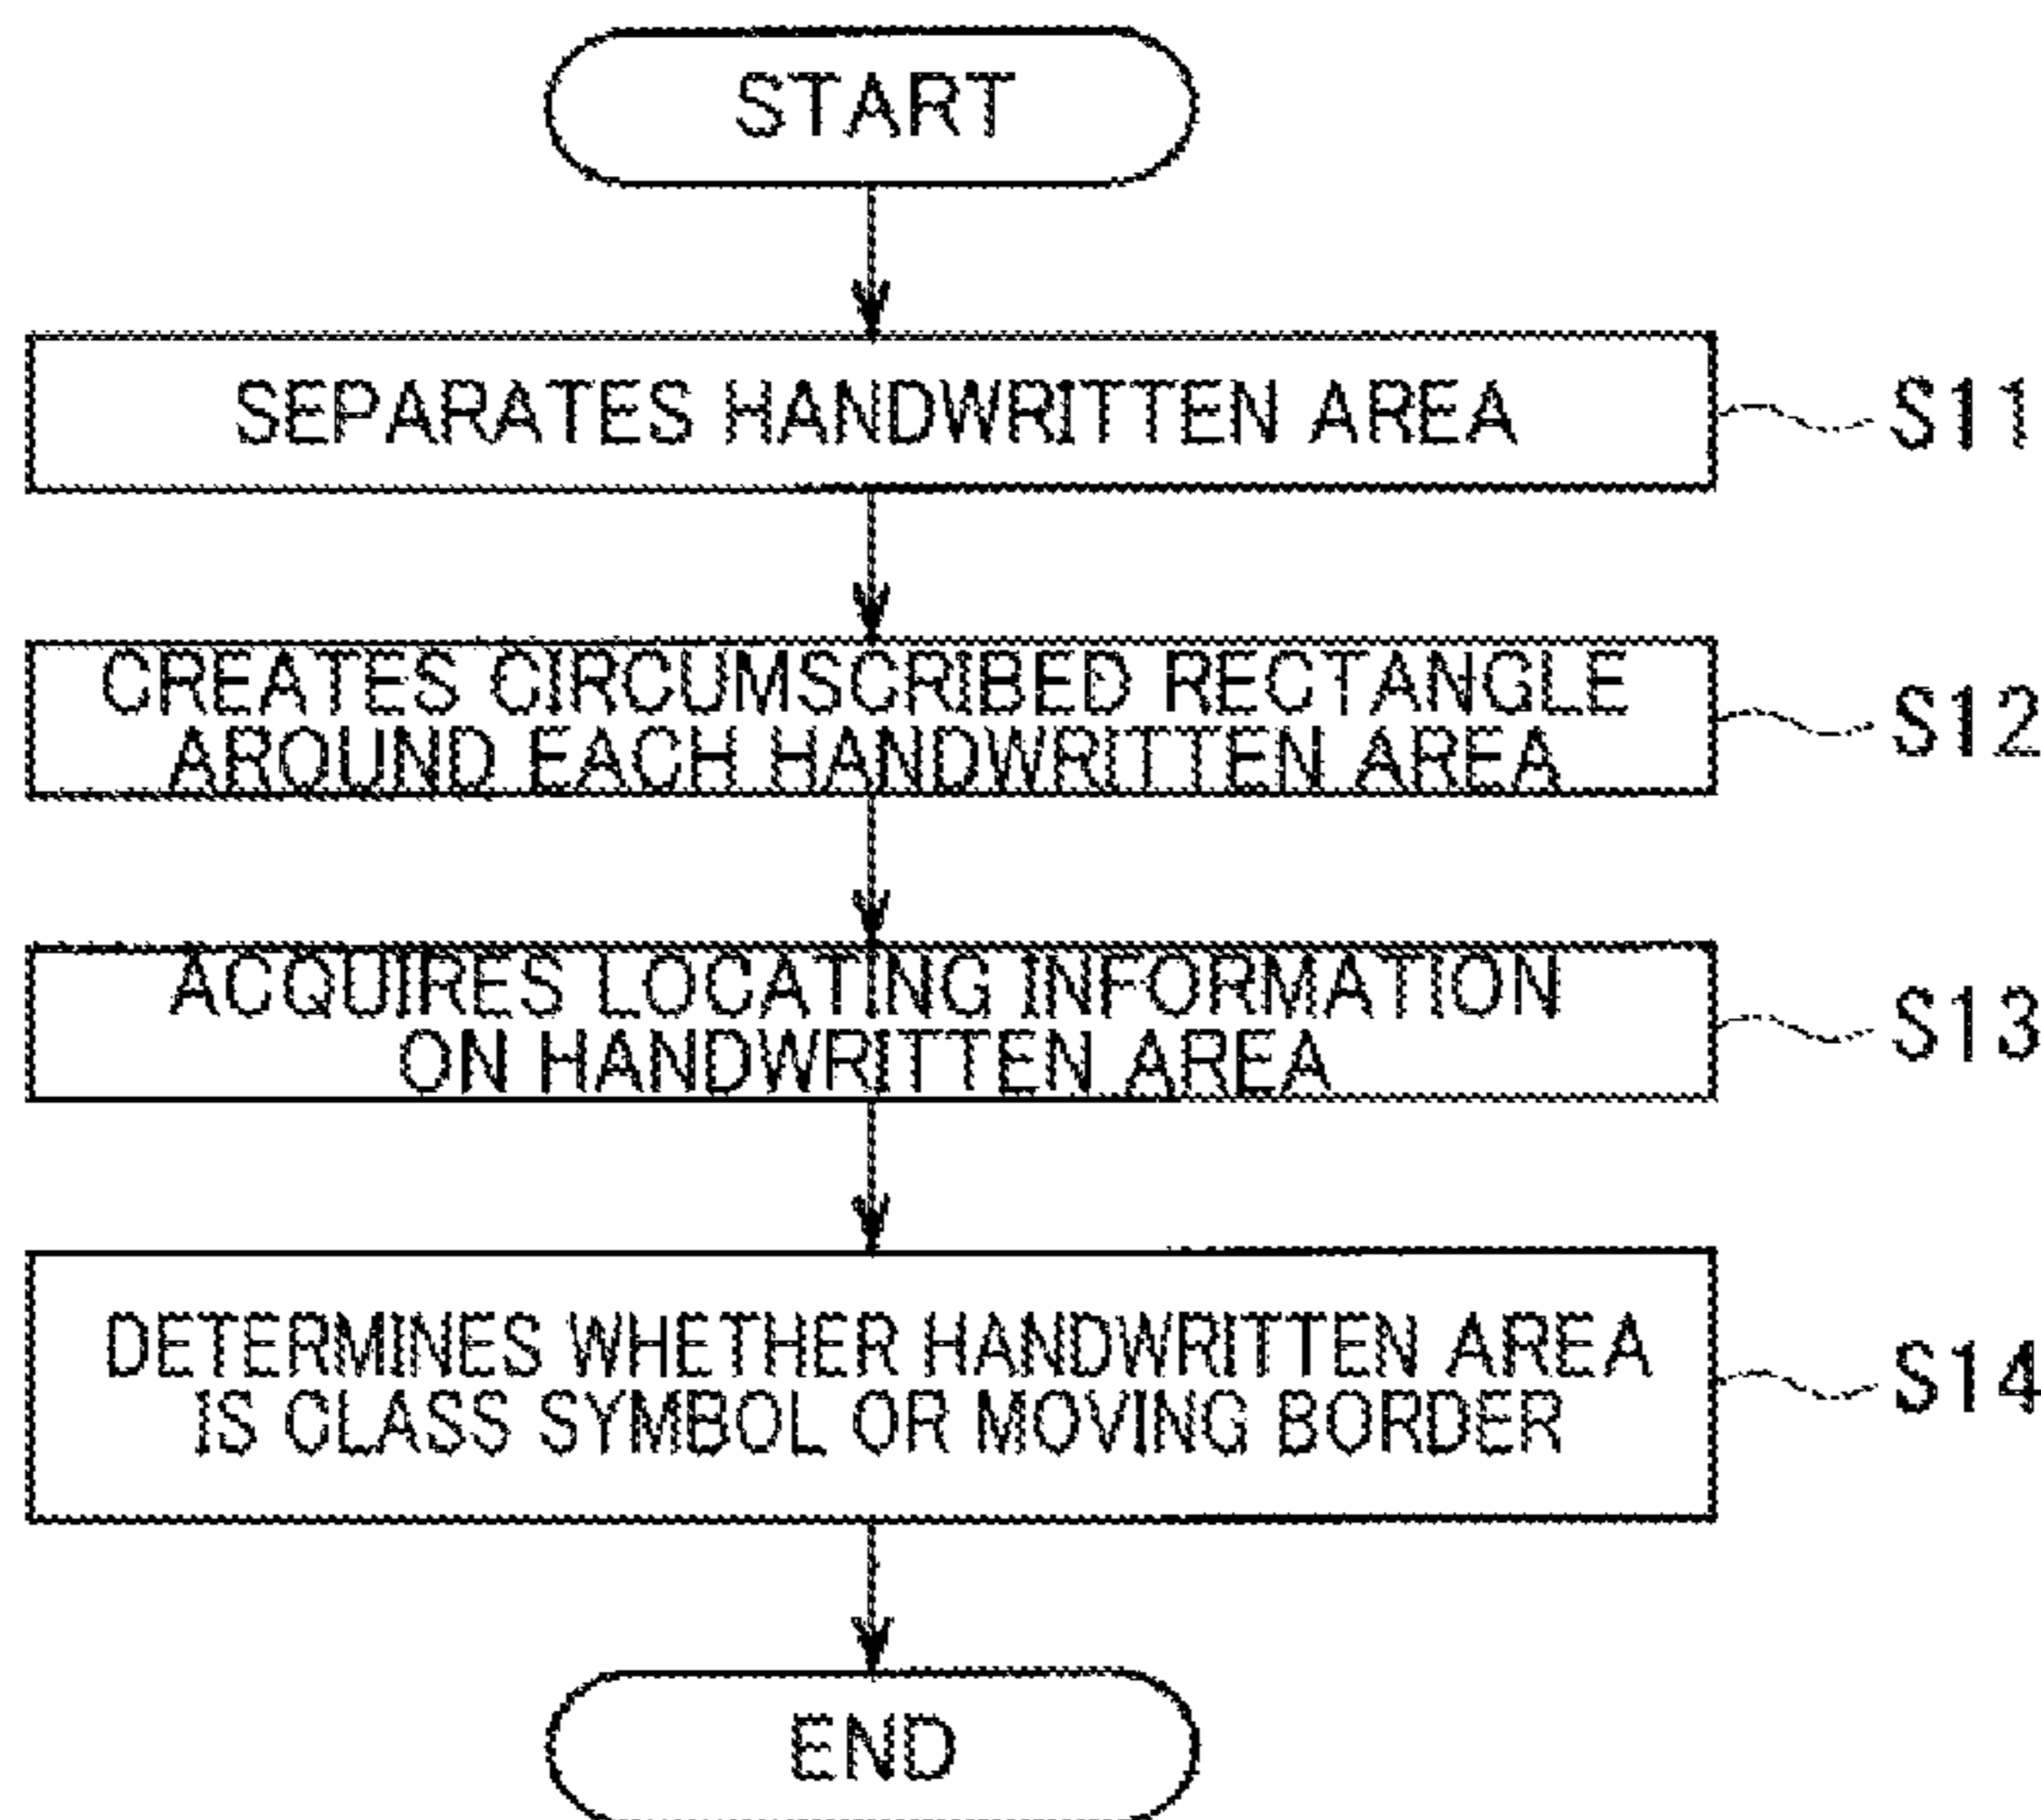 START
SEPARATES HANDWRITTEN AREA
S11
CREATES CIRCUMSCRIBED RECTANGLE
AROUND EACH HANDWRITTEN AREA
S12
ACQUIRES LOCATING INFORMATION
ON HANDWRITTEN AREA
S13
DETERMINES WHETHER HANDWRITTEN AREA
IS CLASS SYMBOL OR MOVING BORDER
S14
END